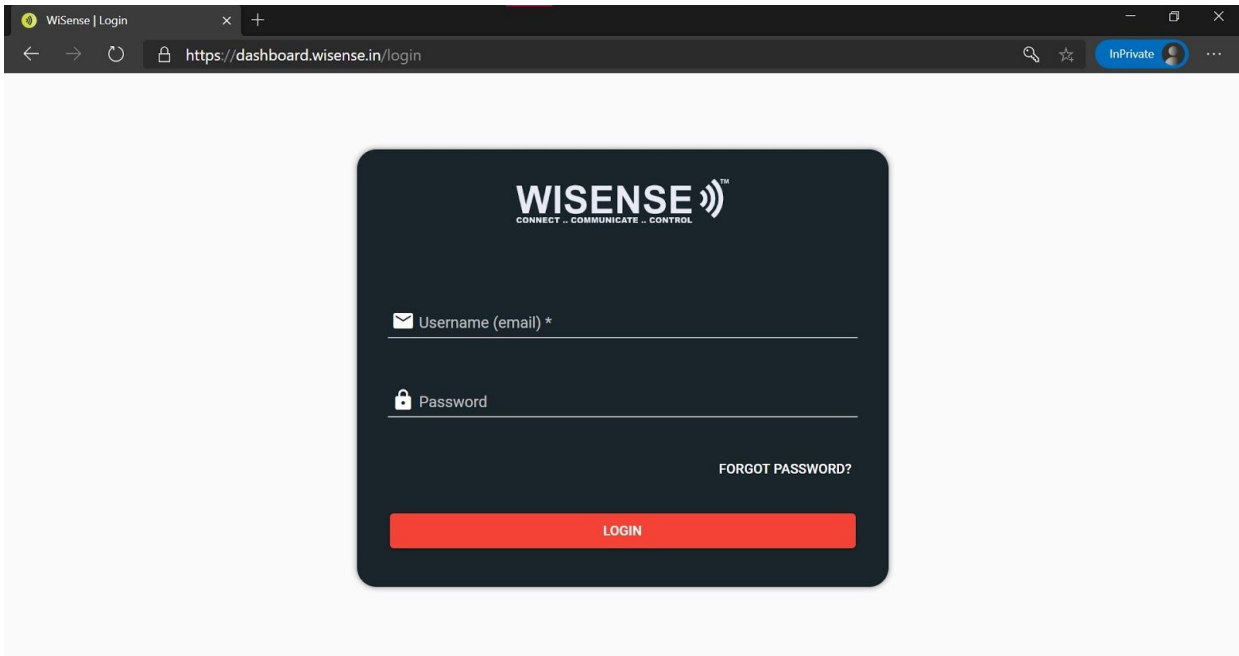 WiSense | Login
https://dashboard.wisense.in/login
InPrivate
WISENSE TM
CONNECT .. COMMUNICATE .. CONTROL
Username (email) *
Password
FORGOT PASSWORD?
LOGIN